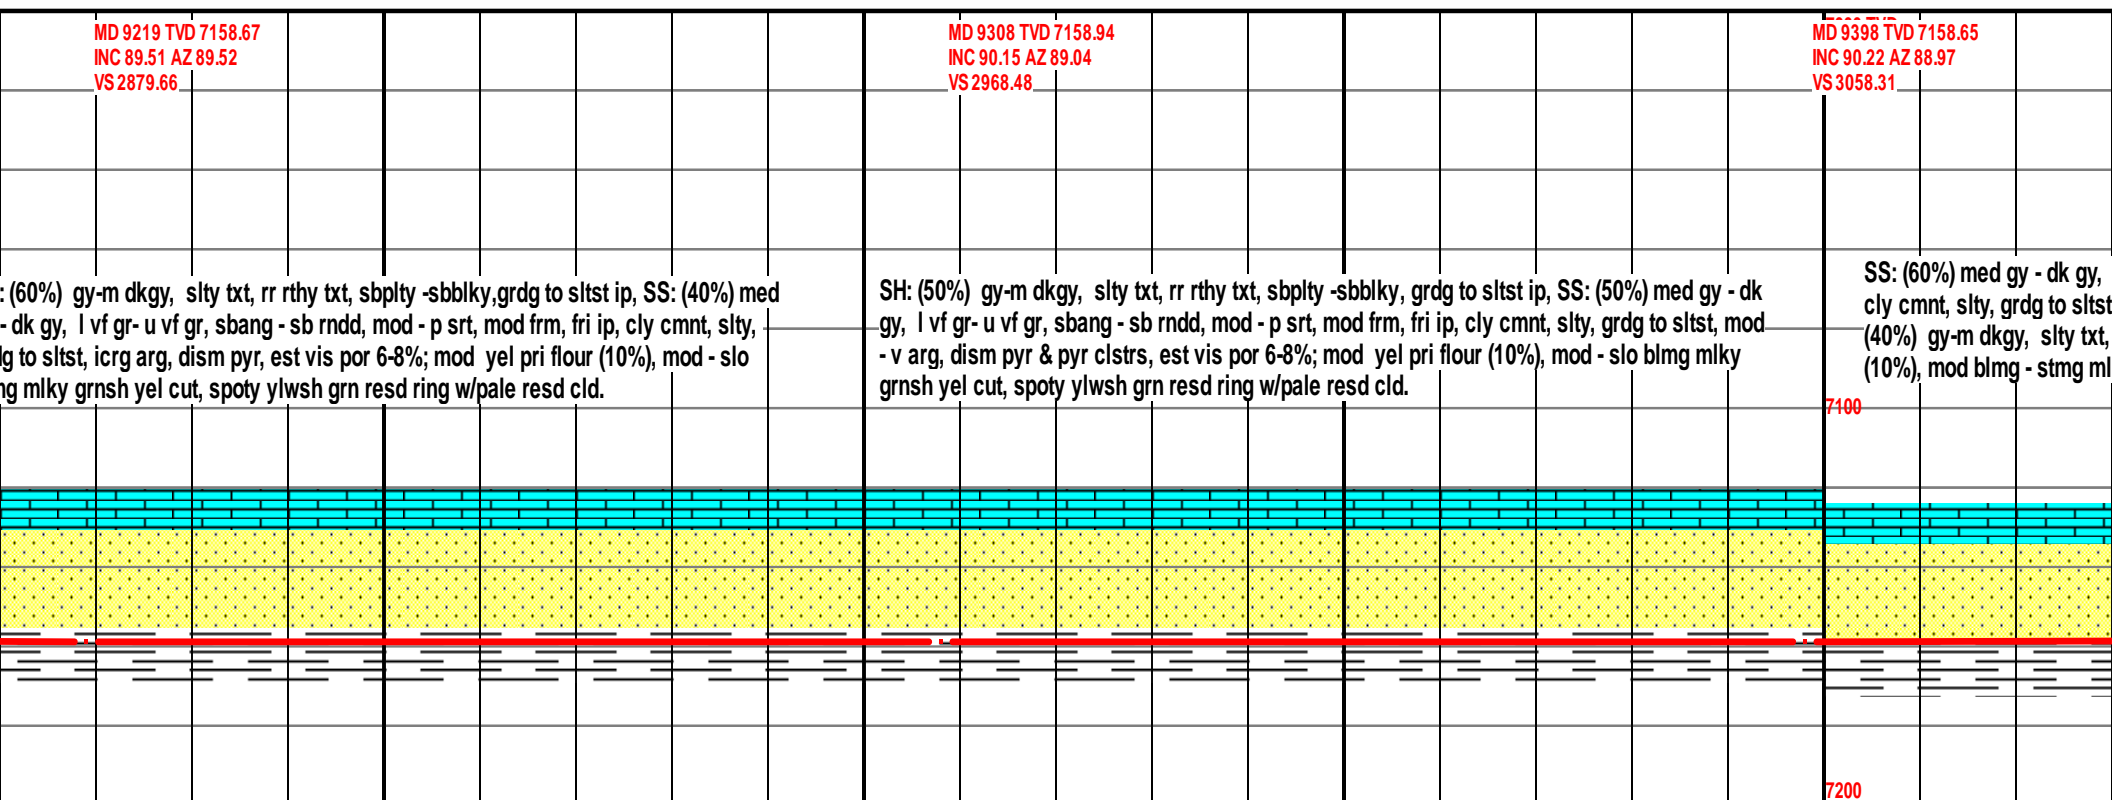 MD 9219 TVD 7158.67
INC 89.51 AZ 89.52
VS 2879.66
MD 9308 TVD 7158.94
INC 90.15 AZ 89.04
VS 2968.48
MD 9398 TVD 7158.65
INC 90.22 AZ 88.97
VS 3058.31
: (60%) gy-m dkgy, slty txt, rr rthy txt, sbplty -sbblky,grdg to sltst ip, SS: (40%) med
- dk gy, l vf gr- u vf gr, sbang - sb rndd, mod - p srt, mod frm, fri ip, cly cmnt, slty,
dg to sltst, icrg arg, dism pyr, est vis por 6-8%; mod yel pri flour (10%), mod - slo
ng mlky grnsh yel cut, spoty ylwsh grn resd ring w/pale resd cld.
SH: (50%) gy-m dkgy, slty txt, rr rthy txt, sbplty -sbblky, grdg to sltst ip, SS: (50%) med gy - dk
gy, l vf gr- u vf gr, sbang - sb rndd, mod - p srt, mod frm, fri ip, cly cmnt, slty, grdg to sltst, mod
- v arg, dism pyr & pyr clstrs, est vis por 6-8%; mod yel pri flour (10%), mod - slo blmg mlky
grnsh yel cut, spoty ylwsh grn resd ring w/pale resd cld.
SS: (60%) med gy - dk gy,
cly cmnt, slty, grdg to sltst
(40%) gy-m dkgy, slty txt,
(10%), mod blmg - stmg ml
7100
7200